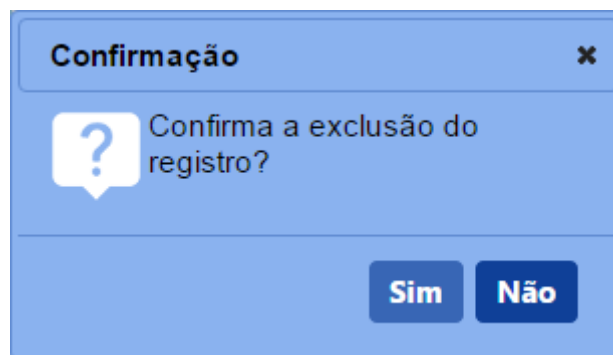 Confirmação
Confirma a exclusão do
registro?
Sim Não